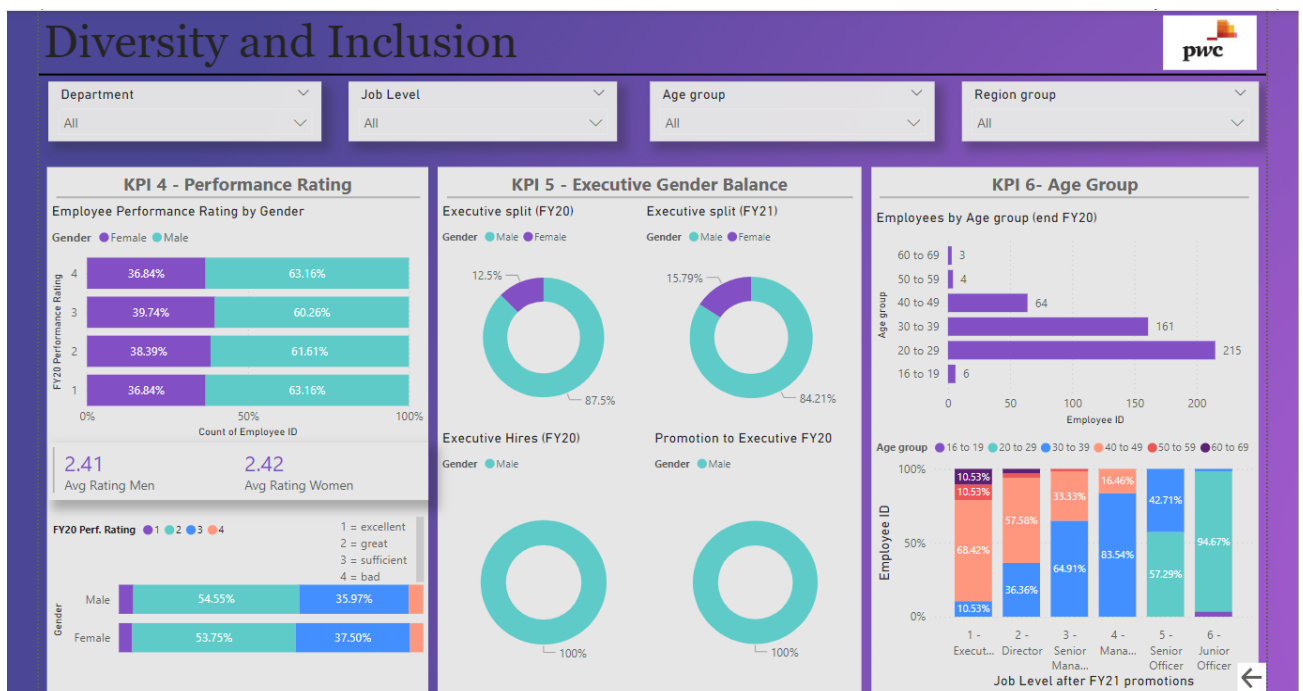 Diversity and Inclusion
pwc
Department
All
Job Level
All
Age group
All
Region group
All
KPI 4 - Performance Rating
Employee Performance Rating by Gender
Gender Female Male
FY20 Performance Rating
4 36.84% 63.16%
3 39.74% 60.26%
2 38.39% 61.61%
1 36.84% 63.16%
0% 50% 100%
Count of Employee ID
2.41
Avg Rating Men
2.42
Avg Rating Women
FY20 Perf. Rating 1 2 3 4
1 = excellent
2 = great
3 = sufficient
4 = bad
Gender
Male 54.55% 35.97%
Female 53.75% 37.50%
KPI 5 - Executive Gender Balance
Executive split (FY20)
Gender Male Female
12.5%
87.5%
Executive split (FY21)
Gender Male Female
15.79%
84.21%
Executive Hires (FY20)
Gender Male
100%
Promotion to Executive FY20
Gender Male
100%
KPI 6- Age Group
Employees by Age group (end FY20)
Age group
60 to 69 3
50 to 59 4
40 to 49 64
30 to 39 161
20 to 29 215
16 to 19 6
0 50 100 150 200
Employee ID
Age group 16 to 19 20 to 29 30 to 39 40 to 49 50 to 59 60 to 69
Employee ID
100%
50%
0%
10.53%
10.53%
68.42%
10.53%
57.58%
36.36%
33.33%
64.91%
16.46%
83.54%
42.71%
57.29%
94.67%
1 - Execut...
2 - Director
3 - Senior Mana...
4 - Mana...
5 - Senior Officer
6 - Junior Officer
Job Level after FY21 promotions